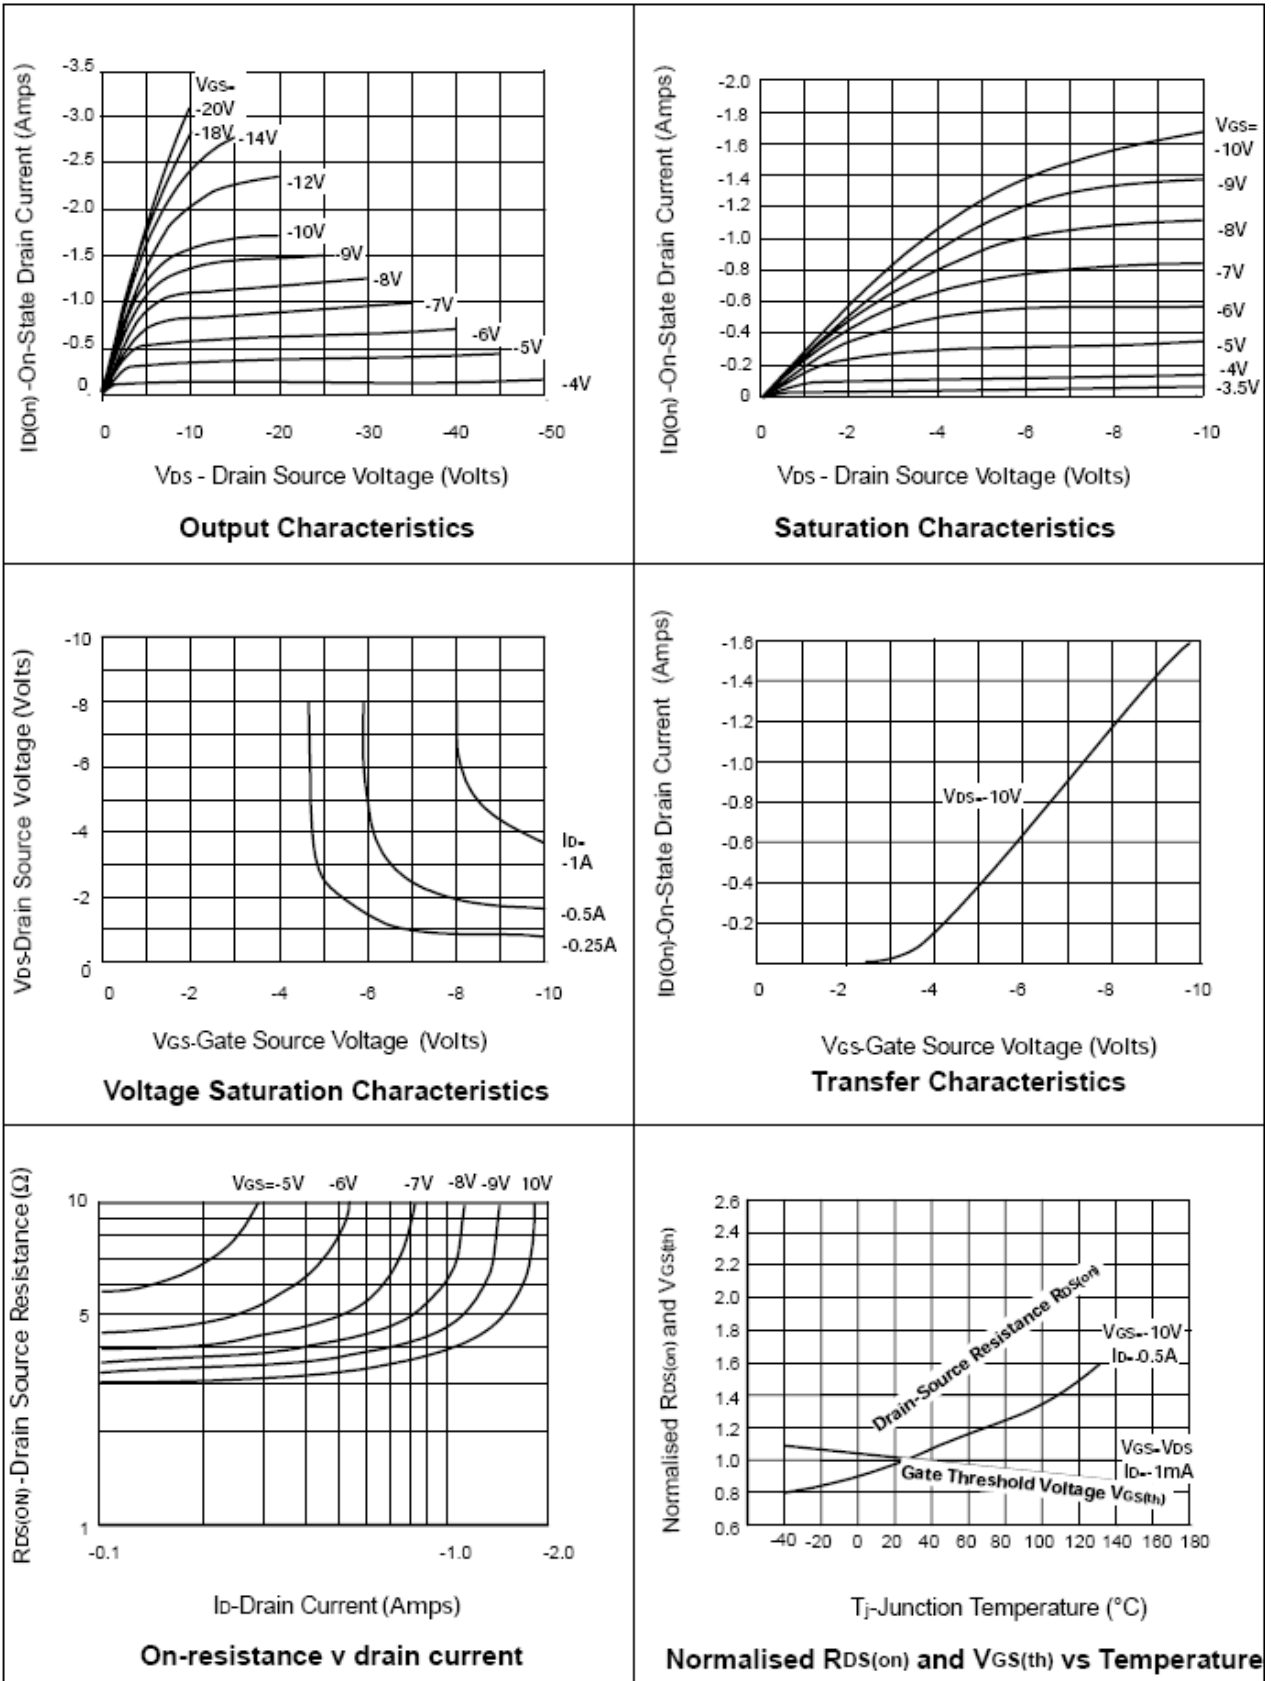 ID(On) -On-State Drain Current (Amps)
-3.5
-3.0
-2.5
-2.0
-1.5
-1.0
-0.5
0
VGS=
-20V
-18V
-14V
-12V
-10V
-9V
-8V
-7V
-6V
-5V
-4V
0 -10 -20 -30 -40 -50
VDS - Drain Source Voltage (Volts)
Output Characteristics
ID(On) -On-State Drain Current (Amps)
-2.0
-1.8
-1.6
-1.4
-1.2
-1.0
-0.8
-0.6
-0.4
-0.2
0
VGS=
-10V
-9V
-8V
-7V
-6V
-5V
-4V
-3.5V
0 -2 -4 -6 -8 -10
VDS - Drain Source Voltage (Volts)
Saturation Characteristics
VDS-Drain Source Voltage (Volts)
-10
-8
-6
-4
-2
0
ID=
-1A
-0.5A
-0.25A
0 -2 -4 -6 -8 -10
VGS-Gate Source Voltage (Volts)
Voltage Saturation Characteristics
ID(On)-On-State Drain Current (Amps)
-1.6
-1.4
-1.2
-1.0
-0.8
-0.6
-0.4
-0.2
VDS=-10V
0 -2 -4 -6 -8 -10
VGS-Gate Source Voltage (Volts)
Transfer Characteristics
RDS(ON) -Drain Source Resistance (Ω)
VGS=-5V -6V -7V -8V -9V 10V
10
5
1
-0.1 -1.0 -2.0
ID-Drain Current (Amps)
On-resistance v drain current
Normalised RDS(on) and VGS(th)
2.6
2.4
2.2
2.0
1.8
1.6
1.4
1.2
1.0
0.8
0.6
Drain-Source Resistance RDS(on)
VGS=-10V
ID=-0.5A
VGS=VDS
ID=-1mA
Gate Threshold Voltage VGS(th)
-40 -20 0 20 40 60 80 100 120 140 160 180
Tj-Junction Temperature (°C)
Normalised RDS(on) and VGS(th) vs Temperature